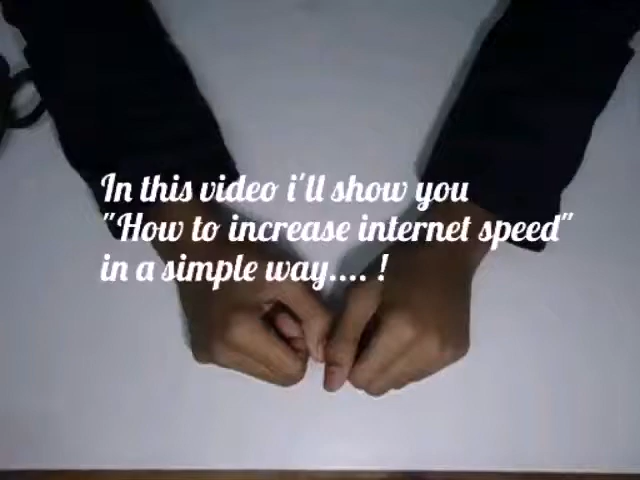 In this video i'll show you
"How to increase internet speed"
in a simple way.... !